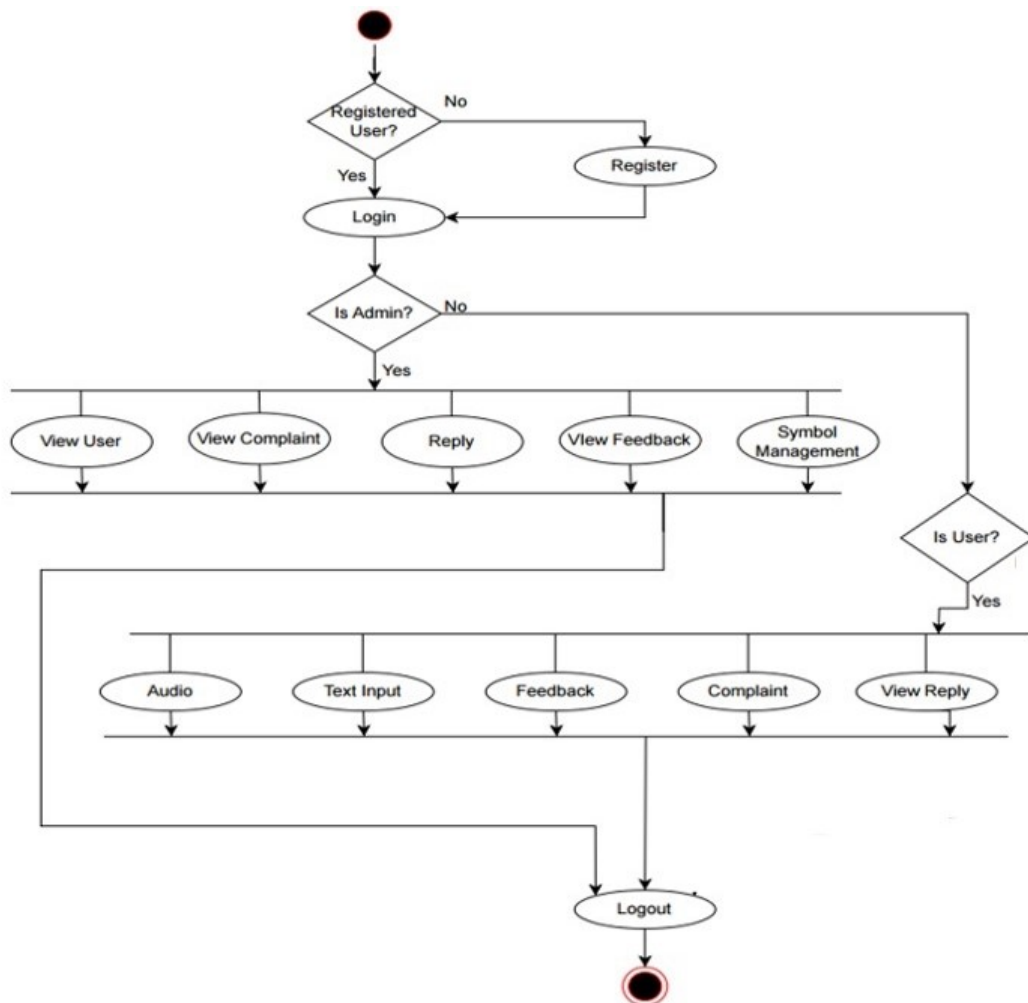 Registered
User?
No
Register
Yes
Login
Is Admin?
No
Yes
View User
View Complaint
Reply
VIew Feedback
Symbol
Management
Is User?
Yes
Audio
Text Input
Feedback
Complaint
View Reply
Logout